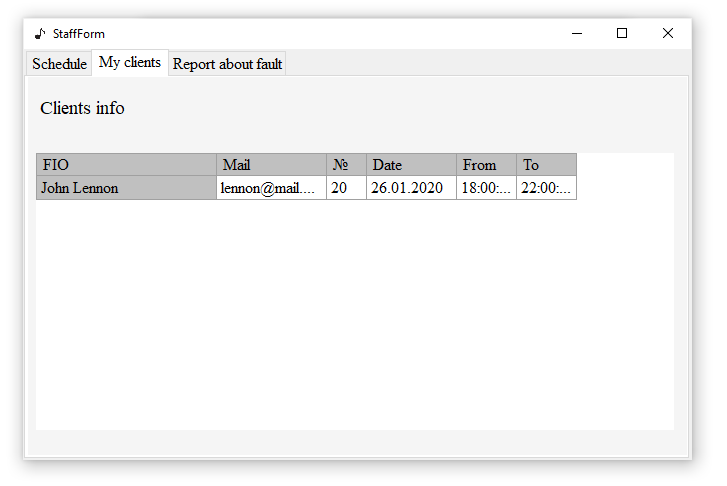 StaffForm
Schedule My clients Report about fault
Clients info
FIO Mail № Date From To
John Lennon lennon@mail.... 20 26.01.2020 18:00:... 22:00:...